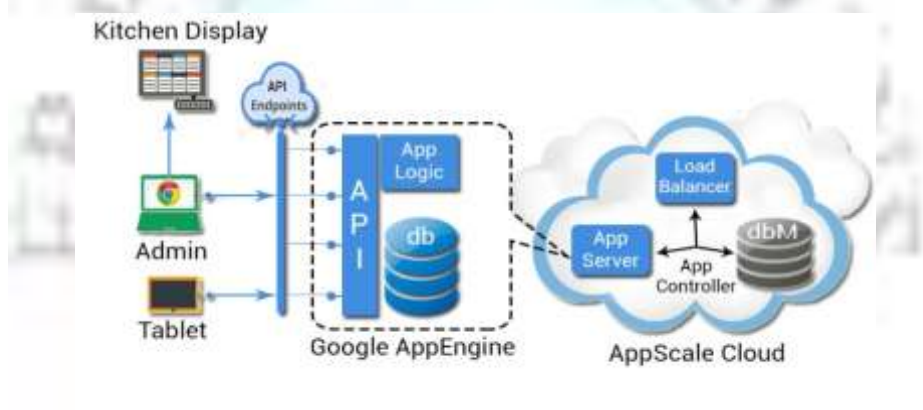 Kitchen Display
API
Endpoints
Admin
Tablet
A
P
I
App
Logic
db
Google AppEngine
Load
Balancer
App
Server
App
Controller
dbM
AppScale Cloud